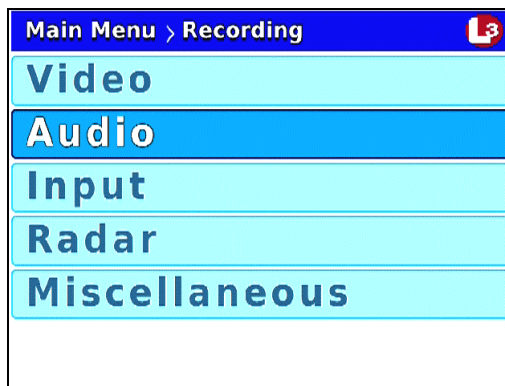 Main Menu > Recording L3
Video
Audio
Input
Radar
Miscellaneous